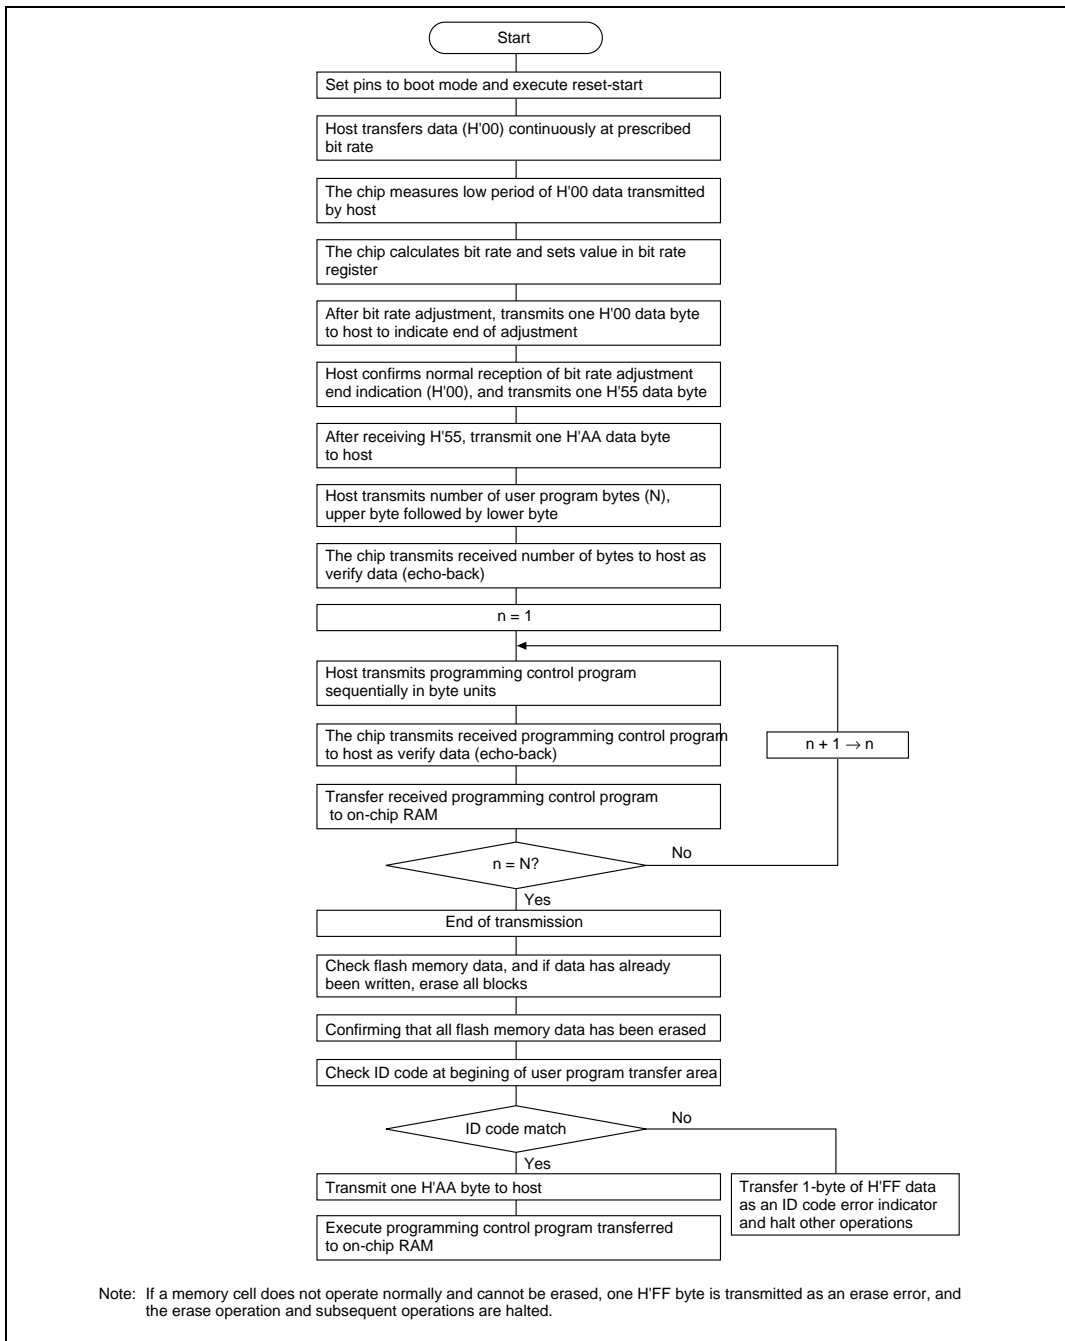 Start
Set pins to boot mode and execute reset-start
Host transfers data (H'00) continuously at prescribed
bit rate
The chip measures low period of H'00 data transmitted
by host
The chip calculates bit rate and sets value in bit rate
register
After bit rate adjustment, transmits one H'00 data byte
to host to indicate end of adjustment
Host confirms normal reception of bit rate adjustment
end indication (H'00), and transmits one H'55 data byte
After receiving H'55, trransmit one H'AA data byte
to host
Host transmits number of user program bytes (N),
upper byte followed by lower byte
The chip transmits received number of bytes to host as
verify data (echo-back)
n = 1
Host transmits programming control program
sequentially in byte units
The chip transmits received programming control program
to host as verify data (echo-back)
n + 1 → n
Transfer received programming control program
to on-chip RAM
n = N?
No
Yes
End of transmission
Check flash memory data, and if data has already
been written, erase all blocks
Confirming that all flash memory data has been erased
Check ID code at begining of user program transfer area
ID code match
No
Yes
Transmit one H'AA byte to host
Transfer 1-byte of H'FF data
as an ID code error indicator
and halt other operations
Execute programming control program transferred
to on-chip RAM
Note: If a memory cell does not operate normally and cannot be erased, one H'FF byte is transmitted as an erase error, and
the erase operation and subsequent operations are halted.